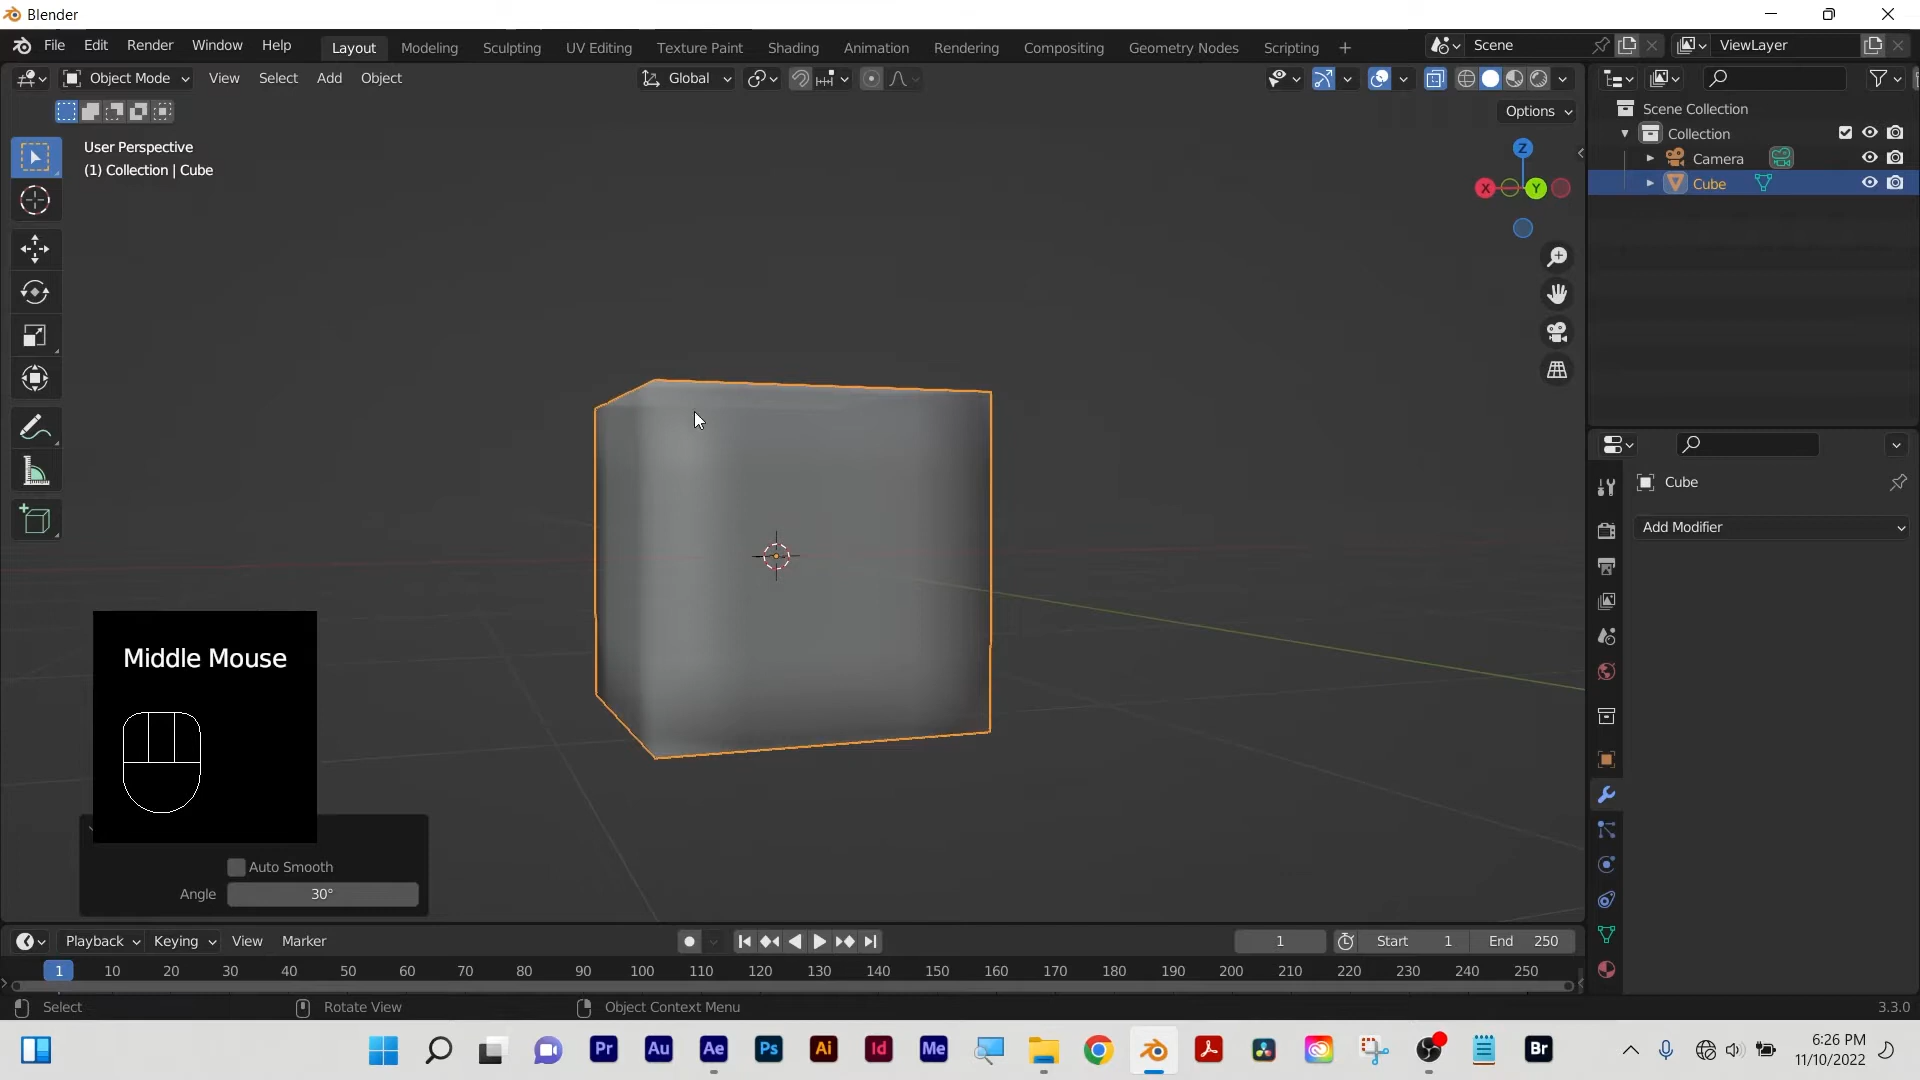 Blender
File Edit Render Window Help Layout Modeling Sculpting UV Editing Texture Paint Shading Animation Rendering Compositing Geometry Nodes Scripting Scene ViewLayer
Object Mode View Select Add Object Global
Options
Scene Collection
Collection
Camera
Cube
User Perspective
(1) Collection | Cube
Z
X
Y
Cube
Add Modifier
Middle Mouse
Auto Smooth
Angle 30°
Playback Keying View Marker 1 Start 1 End 250
1 10 20 30 40 50 60 70 80 90 100 110 120 130 140 150 160 170 180 190 200 210 220 230 240 250
Select Rotate View Object Context Menu 3.3.0
Pr Au Ae Ps Ai Id Me Br
6:26 PM
11/10/2022